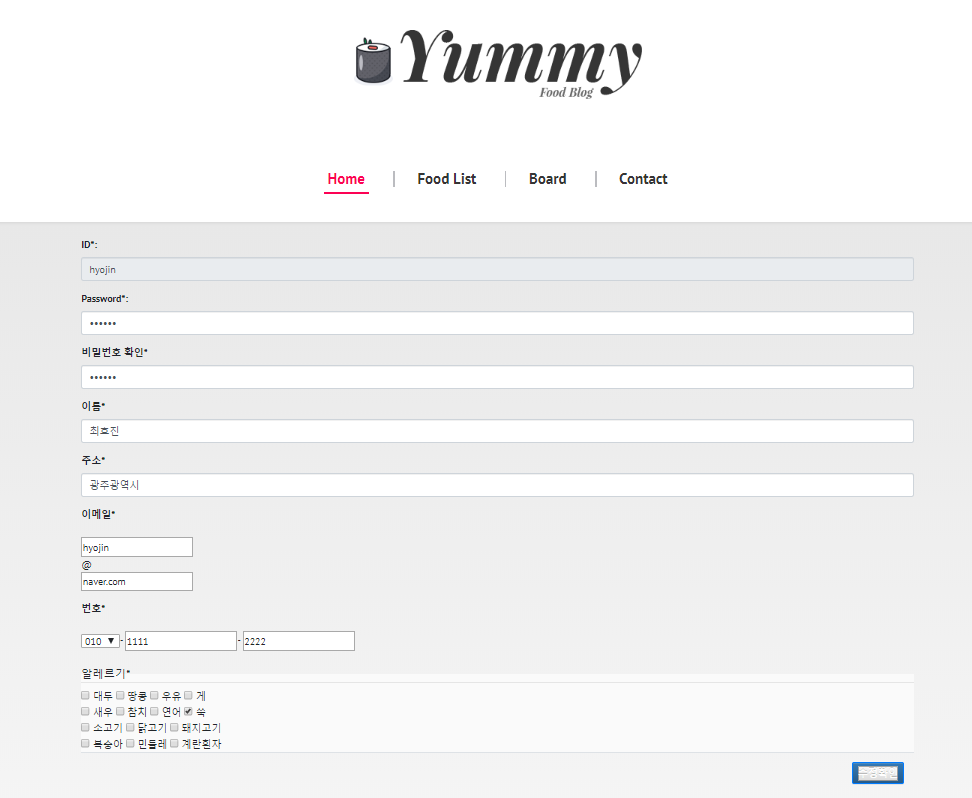 Yummy
Food Blog
Home | Food List | Board | Contact
ID*:
hyojin
Password*:
••••••
비밀번호 확인*
••••••
이름*
최효진
주소*
광주광역시
이메일*
hyojin
@
naver.com
번호*
010 ▼ - 1111 - 2222
알레르기*
대두 땅콩 우유 게
새우 참치 연어 쑥
소고기 닭고기 돼지고기
복숭아 민들레 계란흰자